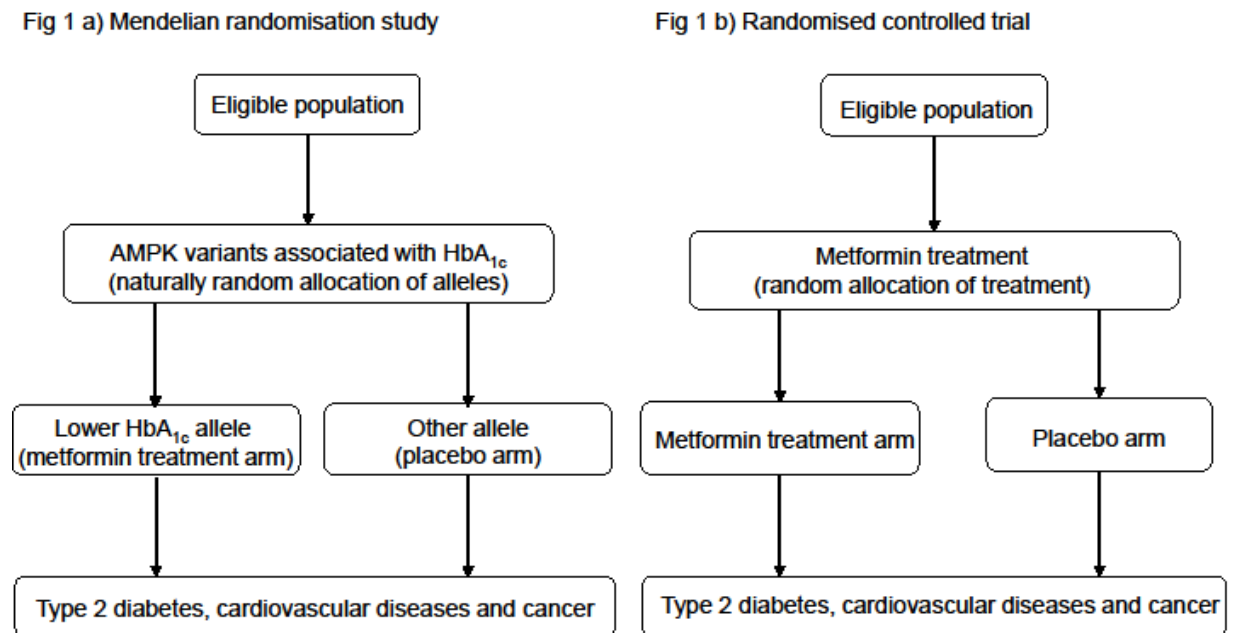 Fig 1 a) Mendelian randomisation study
Eligible population
AMPK variants associated with HbA1c
(naturally random allocation of alleles)
Lower HbA1c allele
(metformin treatment arm)
Other allele
(placebo arm)
Type 2 diabetes, cardiovascular diseases and cancer
Fig 1 b) Randomised controlled trial
Eligible population
Metformin treatment
(random allocation of treatment)
Metformin treatment arm
Placebo arm
Type 2 diabetes, cardiovascular diseases and cancer